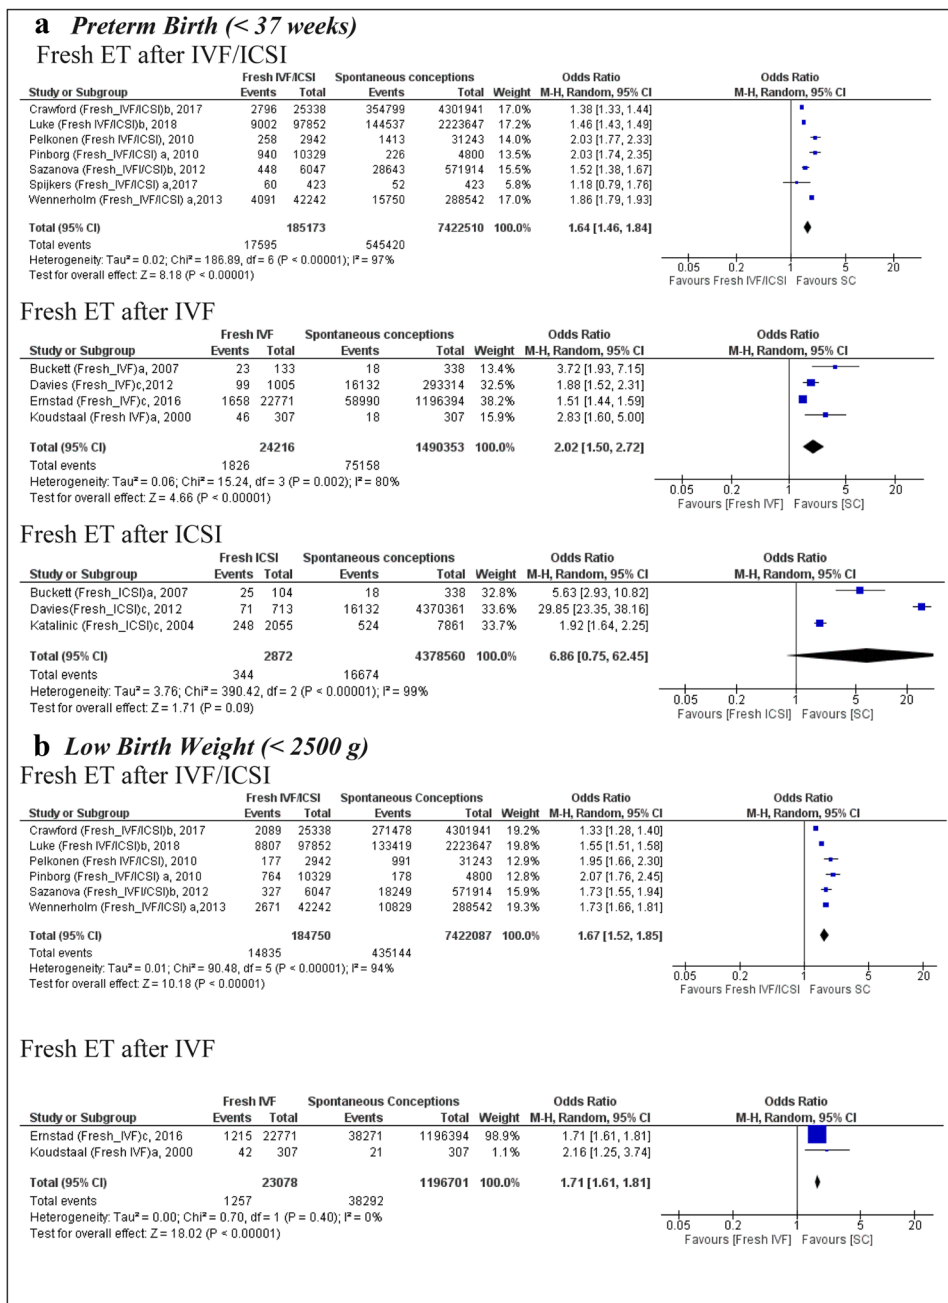 a Preterm Birth (< 37 weeks)
Fresh ET after IVF/ICSI
Fresh IVF/ICSI Spontaneous conceptions Odds Ratio Odds Ratio
Study or Subgroup Events Total Events Total Weight M-H, Random, 95% CI M-H, Random, 95% CI
Crawford (Fresh_IVF/ICSI)b, 2017 2796 25338 354799 4301941 17.0% 1.38 [1.33, 1.44]
Luke (Fresh IVF/ICSI)b, 2018 9002 97852 144537 2223647 17.2% 1.46 [1.43, 1.49]
Pelkonen (Fresh IVF/ICSI), 2010 258 2942 1413 31243 14.0% 2.03 [1.77, 2.33]
Pinborg (Fresh_IVF/ICSI) a, 2010 940 10329 226 4800 13.5% 2.03 [1.74, 2.35]
Sazanova (Fresh_IVF/ICSI)b, 2012 448 6047 28643 571914 15.5% 1.52 [1.38, 1.67]
Spijkers (Fresh_IVF/ICSI) a,2017 60 423 52 423 5.8% 1.18 [0.79, 1.76]
Wennerholm (Fresh_IVF/ICSI) a,2013 4091 42242 15750 288542 17.0% 1.86 [1.79, 1.93]
Total (95% CI) 185173 7422510 100.0% 1.64 [1.46, 1.84]
Total events 17595 545420
Heterogeneity: Tau² = 0.02; Chi² = 186.89, df = 6 (P < 0.00001); I² = 97%
Test for overall effect: Z = 8.18 (P < 0.00001)
0.05 0.2 1 5 20
Favours Fresh IVF/ICSI Favours SC
Fresh ET after IVF
Fresh IVF Spontaneous conceptions Odds Ratio Odds Ratio
Study or Subgroup Events Total Events Total Weight M-H, Random, 95% CI M-H, Random, 95% CI
Buckett (Fresh_IVF)a, 2007 23 133 18 338 13.4% 3.72 [1.93, 7.15]
Davies (Fresh_IVF)c,2012 99 1005 16132 293314 32.5% 1.88 [1.52, 2.31]
Ernstad (Fresh_IVF)c, 2016 1658 22771 58990 1196394 38.2% 1.51 [1.44, 1.59]
Koudstaal (Fresh IVF)a, 2000 46 307 18 307 15.9% 2.83 [1.60, 5.00]
Total (95% CI) 24216 1490353 100.0% 2.02 [1.50, 2.72]
Total events 1826 75158
Heterogeneity: Tau² = 0.06; Chi² = 15.24, df = 3 (P = 0.002); I² = 80%
Test for overall effect: Z = 4.66 (P < 0.00001)
0.05 0.2 1 5 20
Favours [Fresh IVF] Favours [SC]
Fresh ET after ICSI
Fresh ICSI Spontaneous conceptions Odds Ratio Odds Ratio
Study or Subgroup Events Total Events Total Weight M-H, Random, 95% CI M-H, Random, 95% CI
Buckett (Fresh_ICSI)a, 2007 25 104 18 338 32.8% 5.63 [2.93, 10.82]
Davies(Fresh_ICSI)c, 2012 71 713 16132 4370361 33.6% 29.85 [23.35, 38.16]
Katalinic (Fresh_ICSI)c, 2004 248 2055 524 7861 33.7% 1.92 [1.64, 2.25]
Total (95% CI) 2872 4378560 100.0% 6.86 [0.75, 62.45]
Total events 344 16674
Heterogeneity: Tau² = 3.76; Chi² = 390.42, df = 2 (P < 0.00001); I² = 99%
Test for overall effect: Z = 1.71 (P = 0.09)
0.05 0.2 1 5 20
Favours [Fresh ICSI] Favours [SC]
b Low Birth Weight (< 2500 g)
Fresh ET after IVF/ICSI
Fresh IVF/ICSI Spontaneous Conceptions Odds Ratio Odds Ratio
Study or Subgroup Events Total Events Total Weight M-H, Random, 95% CI M-H, Random, 95% CI
Crawford (Fresh_IVF/ICSI)b, 2017 2089 25338 271478 4301941 19.2% 1.33 [1.28, 1.40]
Luke (Fresh IVF/ICSI)b, 2018 8807 97852 133419 2223647 19.8% 1.55 [1.51, 1.58]
Pelkonen (Fresh IVF/ICSI), 2010 177 2942 991 31243 12.9% 1.95 [1.66, 2.30]
Pinborg (Fresh_IVF/ICSI) a, 2010 764 10329 178 4800 12.8% 2.07 [1.76, 2.45]
Sazanova (Fresh_IVFI/ICSI)b, 2012 327 6047 18249 571914 15.9% 1.73 [1.55, 1.94]
Wennerholm (Fresh_IVF/ICSI) a,2013 2671 42242 10829 288542 19.3% 1.73 [1.66, 1.81]
Total (95% CI) 184750 7422087 100.0% 1.67 [1.52, 1.85]
Total events 14835 435144
Heterogeneity: Tau² = 0.01; Chi² = 90.48, df = 5 (P < 0.00001); I² = 94%
Test for overall effect: Z = 10.18 (P < 0.00001)
0.05 0.2 1 5 20
Favours Fresh IVF/ICSI Favours SC
Fresh ET after IVF
Fresh IVF Spontaneous Conceptions Odds Ratio Odds Ratio
Study or Subgroup Events Total Events Total Weight M-H, Random, 95% CI M-H, Random, 95% CI
Ernstad (Fresh_IVF)c, 2016 1215 22771 38271 1196394 98.9% 1.71 [1.61, 1.81]
Koudstaal (Fresh IVF)a, 2000 42 307 21 307 1.1% 2.16 [1.25, 3.74]
Total (95% CI) 23078 1196701 100.0% 1.71 [1.61, 1.81]
Total events 1257 38292
Heterogeneity: Tau² = 0.00; Chi² = 0.70, df = 1 (P = 0.40); I² = 0%
Test for overall effect: Z = 18.02 (P < 0.00001)
0.05 0.2 1 5 20
Favours [Fresh IVF] Favours [SC]